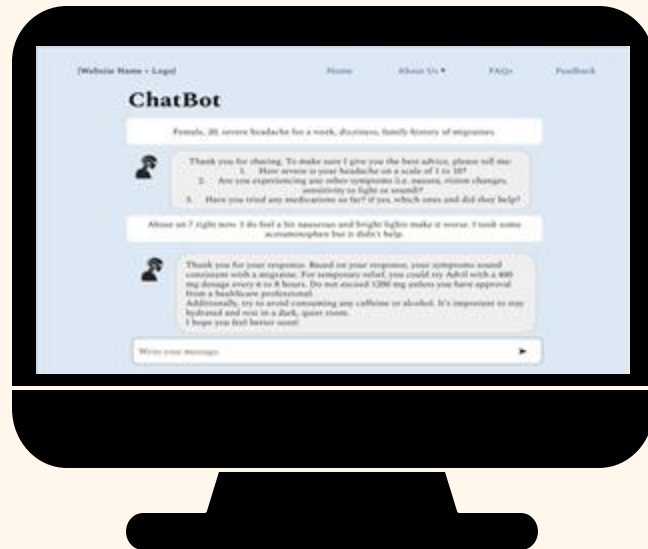 [Website Name + Logo]
Home
About Us ▾
FAQs
Feedback
ChatBot
Female, 20, severe headache for a week, dizziness, family history of migraines.
Thank you for sharing. To make sure I give you the best advice, please tell me:
1. How severe is your headache on a scale of 1 to 10?
2. Are you experiencing any other symptoms (i.e. nausea, vision changes,
sensitivity to light or sound)?
3. Have you tried any medications so far? if yes, which ones and did they help?
About an 7 right now. I do feel a bit nauseous and bright lights make it worse. I took some
acetaminophen but it didn't help.
Thank you for your response. Based on your response, your symptoms sound
consistent with a migraine. For temporary relief, you could try Advil with a 400
mg dosage every 6 to 8 hours. Do not exceed 1200 mg unless you have approval
from a healthcare professional.
Additionally, try to avoid consuming any caffeine or alcohol. It's important to stay
hydrated and rest in a dark, quiet room.
I hope you feel better soon!
Write your message